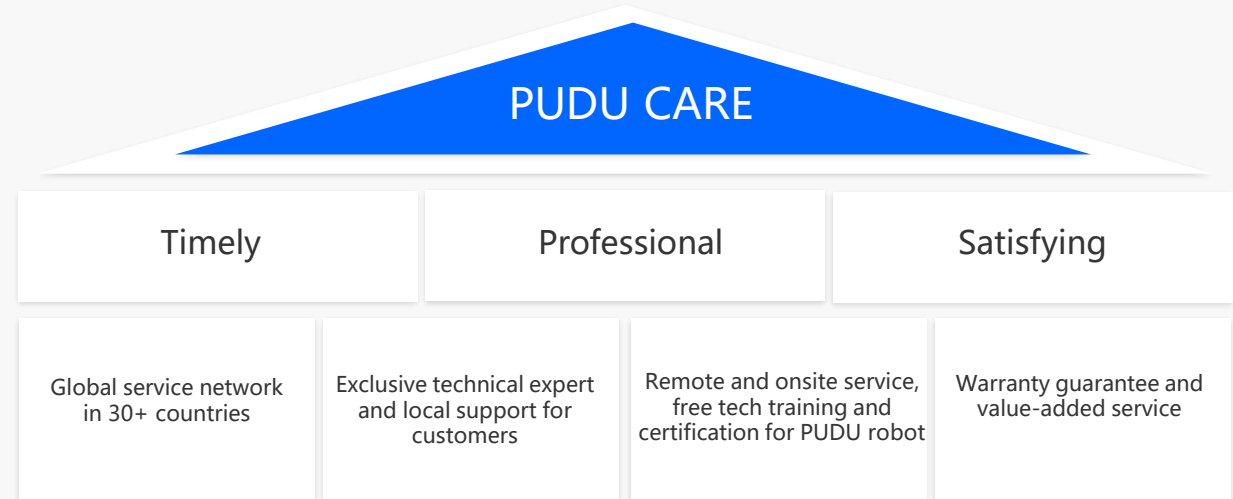 PUDU CARE
Timely
Professional
Satisfying
Global service network
in 30+ countries
Exclusive technical expert
and local support for
customers
Remote and onsite service,
free tech training and
certification for PUDU robot
Warranty guarantee and
value-added service